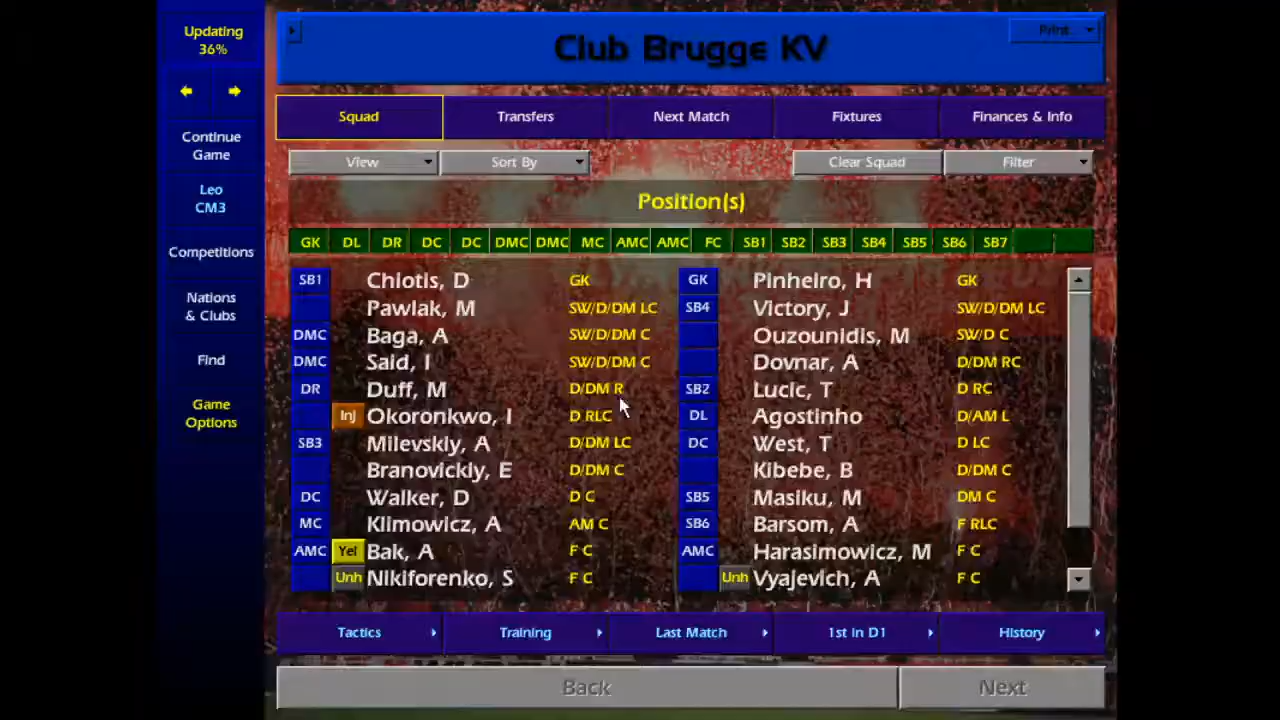 Updating
36%
Club Brugge KV
Print
Squad
Transfers
Next Match
Fixtures
Finances & Info
Continue
Game
Leo
CM3
Competitions
Nations
& Clubs
Find
Game
Options
View
Sort By
Clear Squad
Filter
Position(s)
GK DL DR DC DC DMC DMC MC AMC AMC FC SB1 SB2 SB3 SB4 SB5 SB6 SB7
SB1 Chiotis, D GK
GK Pinheiro, H GK
Pawlak, M SW/D/DM LC
SB4 Victory, J SW/D/DM LC
DMC Baga, A SW/D/DM C
Ouzounidis, M SW/D C
DMC Said, I SW/D/DM C
Dovnar, A D/DM RC
DR Duff, M D/DM R
SB2 Lucic, T D RC
Inj Okoronkwo, I D RLC
DL Agostinho D/AM L
SB3 Milevskiy, A D/DM LC
DC West, T D LC
Branovickiy, E D/DM C
Kibebe, B D/DM C
DC Walker, D D C
SB5 Masiku, M DM C
MC Klimowicz, A AM C
SB6 Barsom, A F RLC
AMC Yel Bak, A F C
AMC Harasimowicz, M F C
Unh Nikiforenko, S F C
Unh Vyajevich, A F C
Tactics
Training
Last Match
1st in D1
History
Back
Next